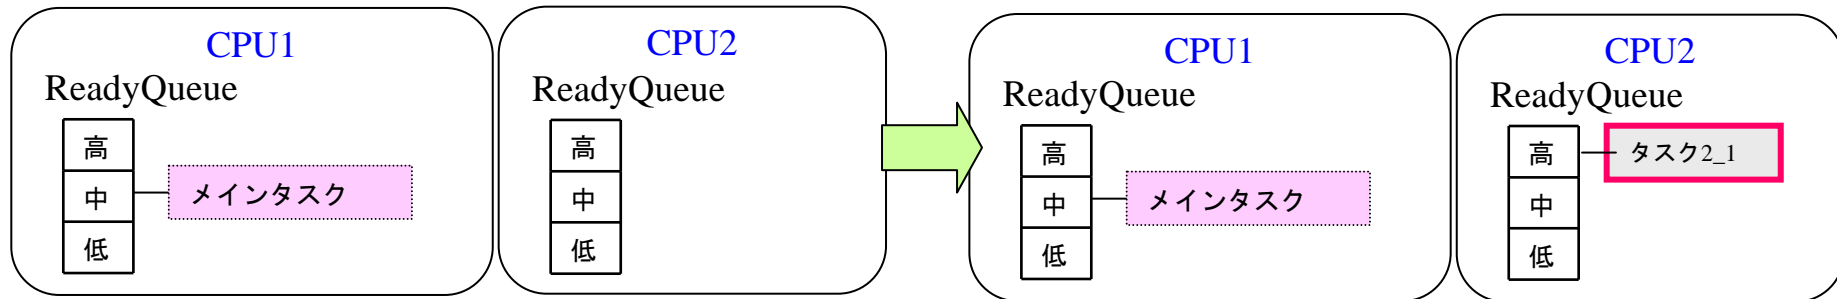 CPU1
ReadyQueue
高
中
低
メインタスク
CPU2
ReadyQueue
高
中
低
CPU1
ReadyQueue
高
中
低
メインタスク
CPU2
ReadyQueue
高
中
低
タスク2_1